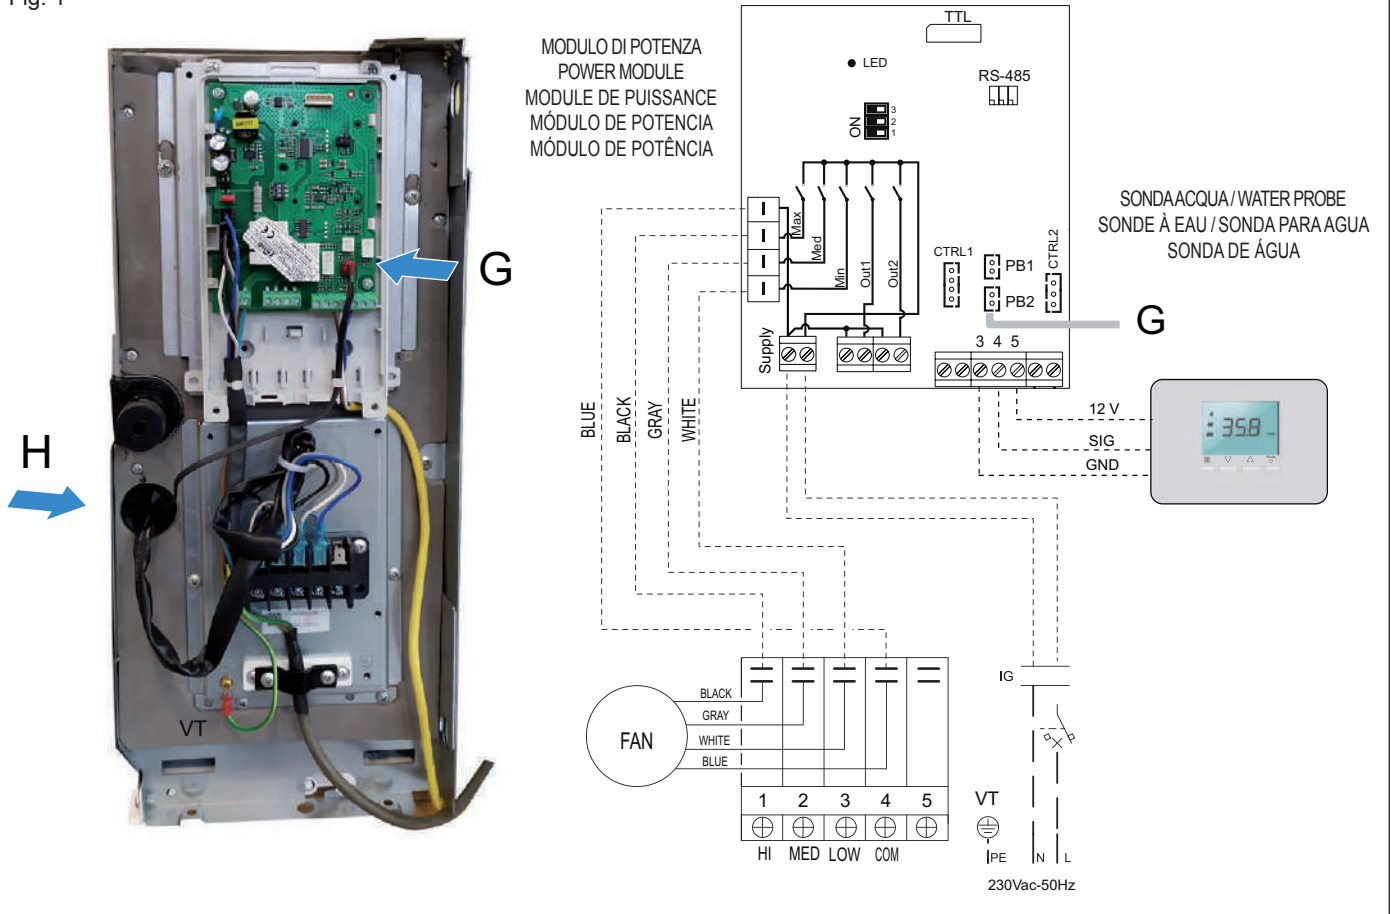 MODULO DI POTENZA
POWER MODULE
MODULE DE PUISSANCE
MÓDULO DE POTENCIA
MÓDULO DE POTÊNCIA
TTL
LED
RS-485
ON
3
2
1
Max
Med
Min
Out1
Out2
CTRL1
PB1
PB2
CTRL2
SONDA ACQUA / WATER PROBE
SONDE À EAU / SONDA PARA AGUA
SONDA DE ÁGUA
G
G
H
VT
Supply
3 4 5
BLUE
BLACK
GRAY
WHITE
12 V
SIG
GND
35.8
IG
FAN
BLACK
GRAY
WHITE
BLUE
1 2 3 4 5
HI MED LOW COM
VT
PE N L
230Vac-50Hz